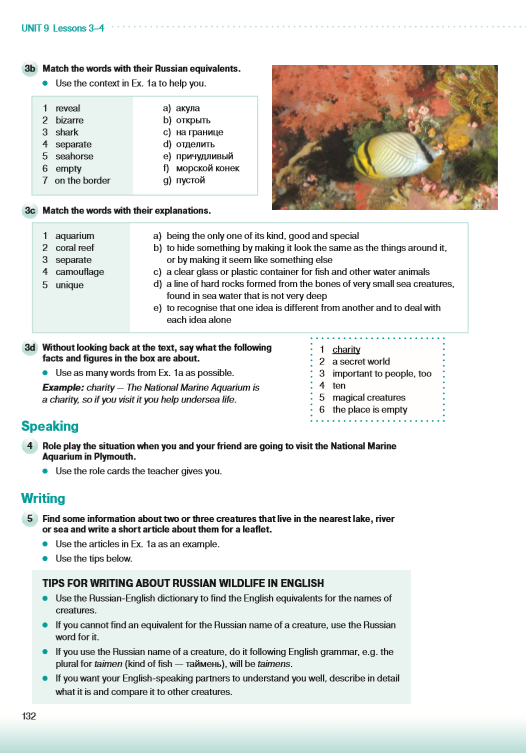 UNIT 9 Lessons 3–4
3b Match the words with their Russian equivalents.
• Use the context in Ex. 1a to help you.
1 reveal
2 bizarre
3 shark
4 separate
5 seahorse
6 empty
7 on the border
a) акула
b) открыть
c) на границе
d) отделить
e) причудливый
f) морской конек
g) пустой
3c Match the words with their explanations.
1 aquarium
2 coral reef
3 separate
4 camouflage
5 unique
a) being the only one of its kind, good and special
b) to hide something by making it look the same as the things around it,
or by making it seem like something else
c) a clear glass or plastic container for fish and other water animals
d) a line of hard rocks formed from the bones of very small sea creatures,
found in sea water that is not very deep
e) to recognise that one idea is different from another and to deal with
each idea alone
3d Without looking back at the text, say what the following
facts and figures in the box are about.
• Use as many words from Ex. 1a as possible.
Example: charity — The National Marine Aquarium is
a charity, so if you visit it you help undersea life.
1 charity
2 a secret world
3 important to people, too
4 ten
5 magical creatures
6 the place is empty
Speaking
4 Role play the situation when you and your friend are going to visit the National Marine
Aquarium in Plymouth.
• Use the role cards the teacher gives you.
Writing
5 Find some information about two or three creatures that live in the nearest lake, river
or sea and write a short article about them for a leaflet.
• Use the articles in Ex. 1a as an example.
• Use the tips below.
TIPS FOR WRITING ABOUT RUSSIAN WILDLIFE IN ENGLISH
• Use the Russian-English dictionary to find the English equivalents for the names of
creatures.
• If you cannot find an equivalent for the Russian name of a creature, use the Russian
word for it.
• If you use the Russian name of a creature, do it following English grammar, e.g. the
plural for taimen (kind of fish — таймень), will be taimens.
• If you want your English-speaking partners to understand you well, describe in detail
what it is and compare it to other creatures.
132